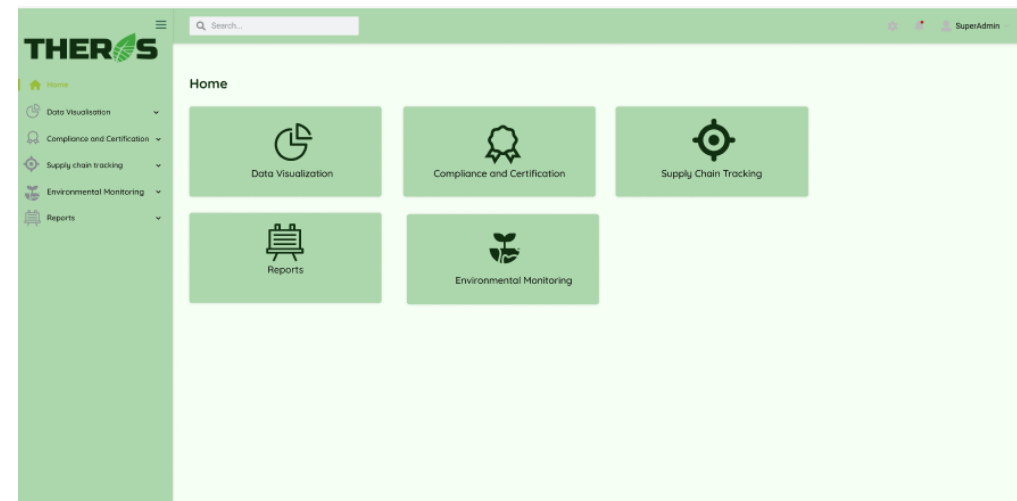 THEROS
Search...
SuperAdmin
Home
Data Visualisation
Compliance and Certification
Supply chain tracking
Environmental Monitoring
Reports
Home
Data Visualization
Compliance and Certification
Supply Chain Tracking
Reports
Environmental Monitoring